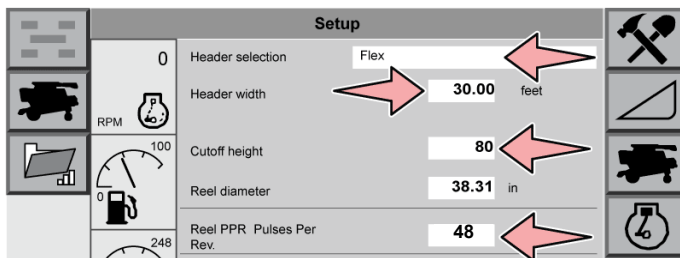 Setup
0
RPM
Header selection Flex
Header width 30.00 feet
100
0
Cutoff height 80
Reel diameter 38.31 in
Reel PPR Pulses Per
Rev.
48
248